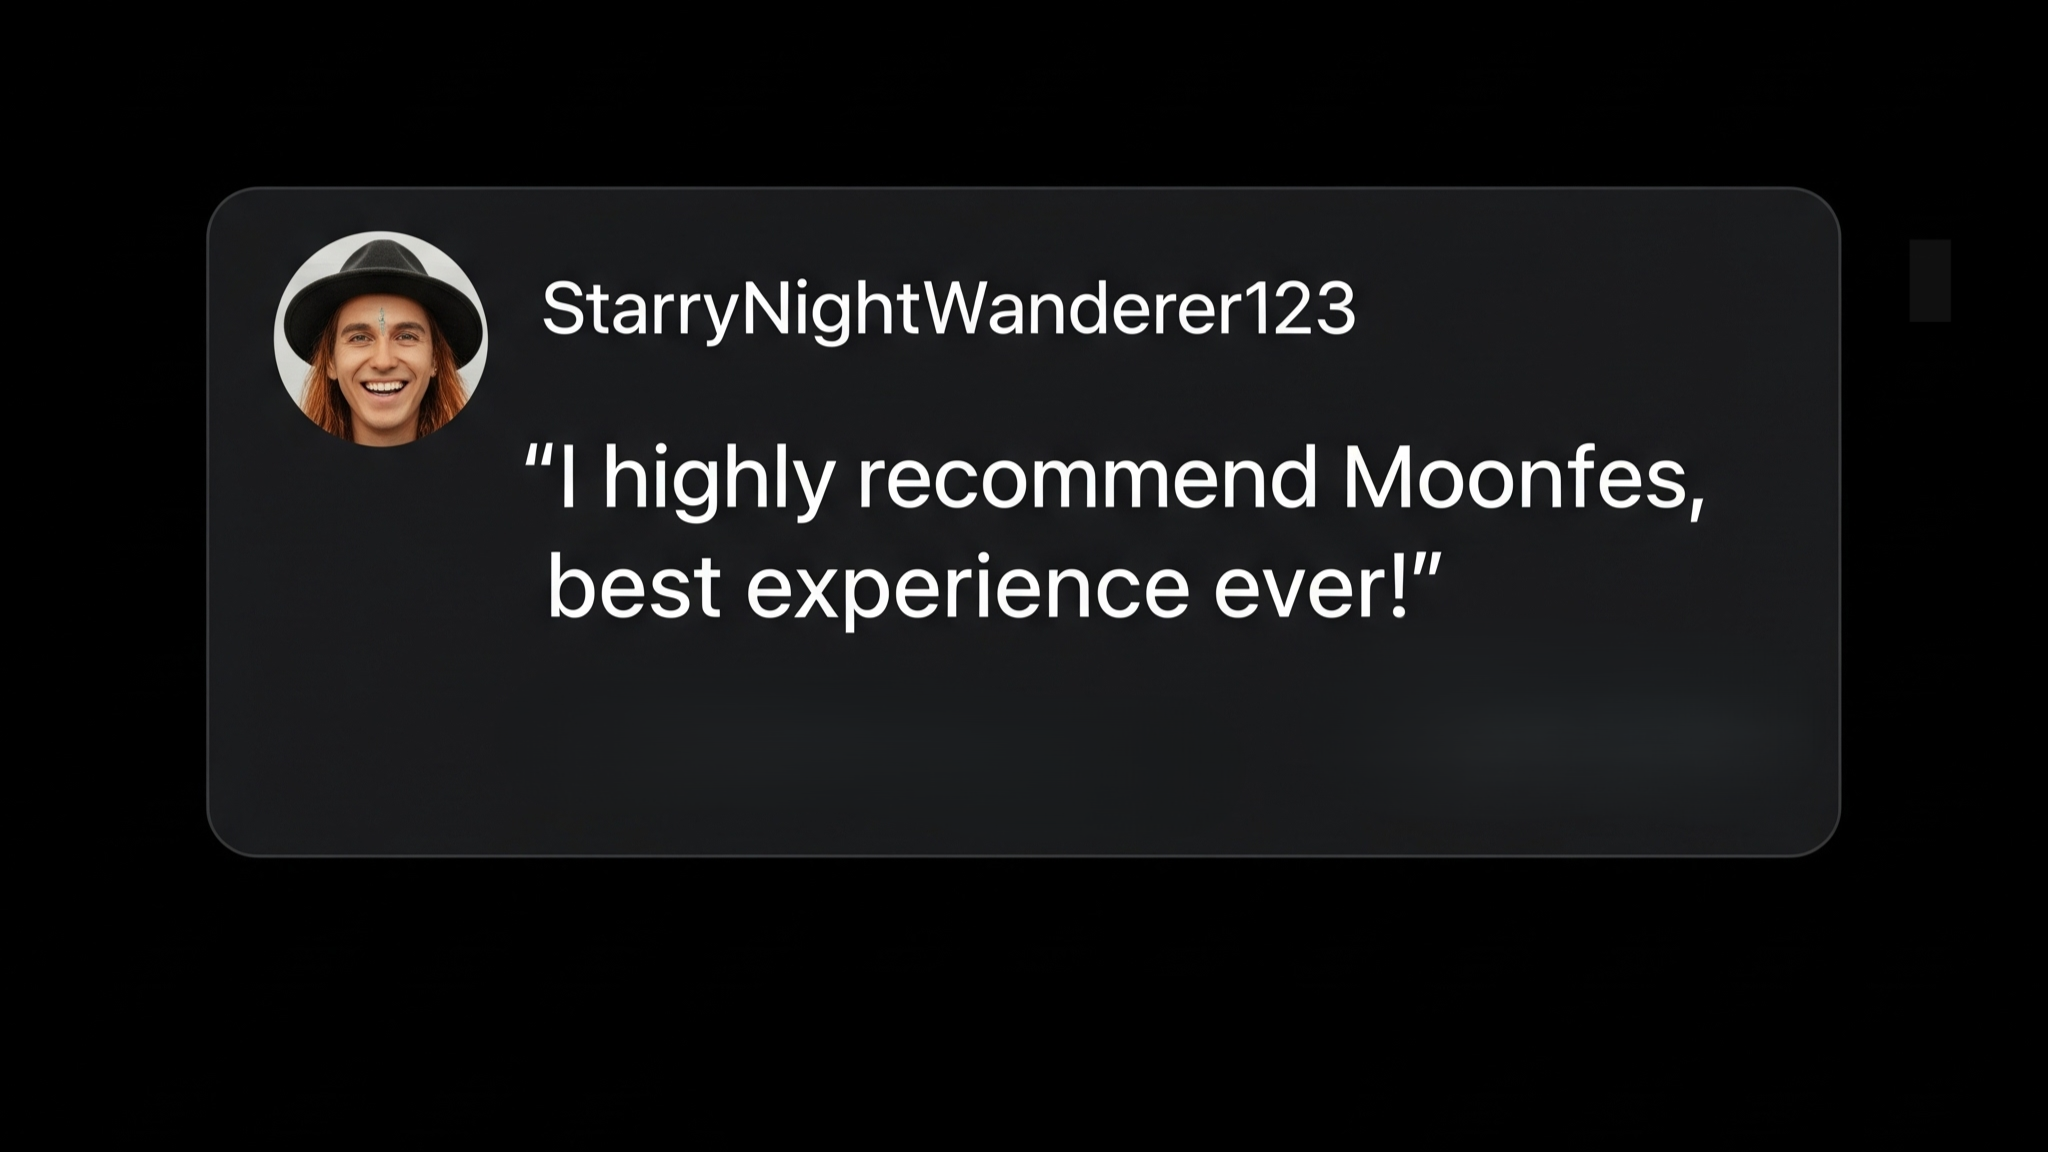 StarryNightWanderer123
“I highly recommend Moonfes,
best experience ever!”